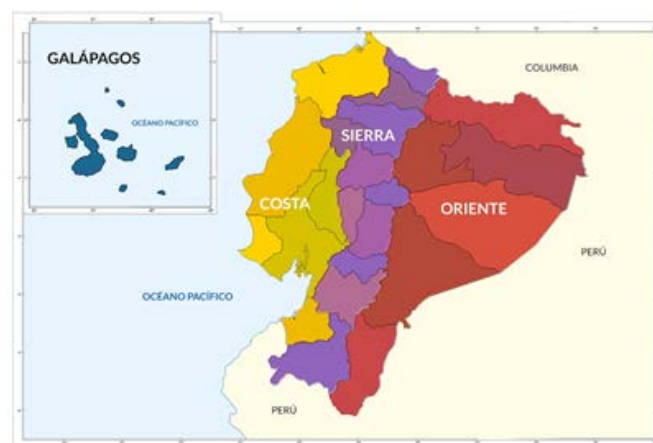 GALÁPAGOS
OCÉANO PACÍFICO
COLUMBIA
SIERRA
COSTA
ORIENTE
PERÚ
OCÉANO PACÍFICO
PERÚ